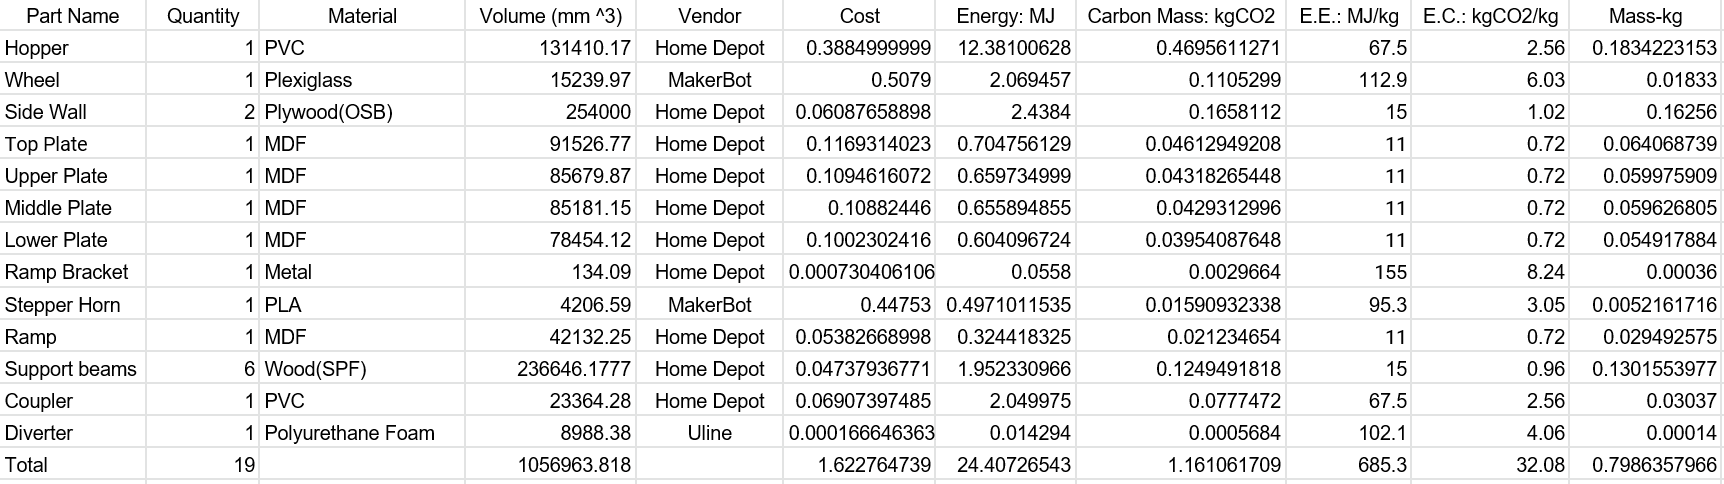 Part Name Quantity Material Volume (mm ^3) Vendor Cost Energy: MJ Carbon Mass: kgCO2 E.E.: MJ/kg E.C.: kgCO2/kg Mass-kg
Hopper 1 PVC 131410.17 Home Depot 0.3884999999 12.38100628 0.4695611271 67.5 2.56 0.1834223153
Wheel 1 Plexiglass 15239.97 MakerBot 0.5079 2.069457 0.1105299 112.9 6.03 0.01833
Side Wall 2 Plywood(OSB) 254000 Home Depot 0.06087658898 2.4384 0.1658112 15 1.02 0.16256
Top Plate 1 MDF 91526.77 Home Depot 0.1169314023 0.704756129 0.04612949208 11 0.72 0.064068739
Upper Plate 1 MDF 85679.87 Home Depot 0.1094616072 0.659734999 0.04318265448 11 0.72 0.059975909
Middle Plate 1 MDF 85181.15 Home Depot 0.10882446 0.655894855 0.0429312996 11 0.72 0.059626805
Lower Plate 1 MDF 78454.12 Home Depot 0.1002302416 0.604096724 0.03954087648 11 0.72 0.054917884
Ramp Bracket 1 Metal 134.09 Home Depot 0.000730406106 0.0558 0.0029664 155 8.24 0.00036
Stepper Horn 1 PLA 4206.59 MakerBot 0.44753 0.4971011535 0.01590932338 95.3 3.05 0.0052161716
Ramp 1 MDF 42132.25 Home Depot 0.05382668998 0.324418325 0.021234654 11 0.72 0.029492575
Support beams 6 Wood(SPF) 236646.1777 Home Depot 0.04737936771 1.952330966 0.1249491818 15 0.96 0.1301553977
Coupler 1 PVC 23364.28 Home Depot 0.06907397485 2.049975 0.0777472 67.5 2.56 0.03037
Diverter 1 Polyurethane Foam 8988.38 Uline 0.000166646363 0.014294 0.0005684 102.1 4.06 0.00014
Total 19 1056963.818 1.622764739 24.40726543 1.161061709 685.3 32.08 0.7986357966